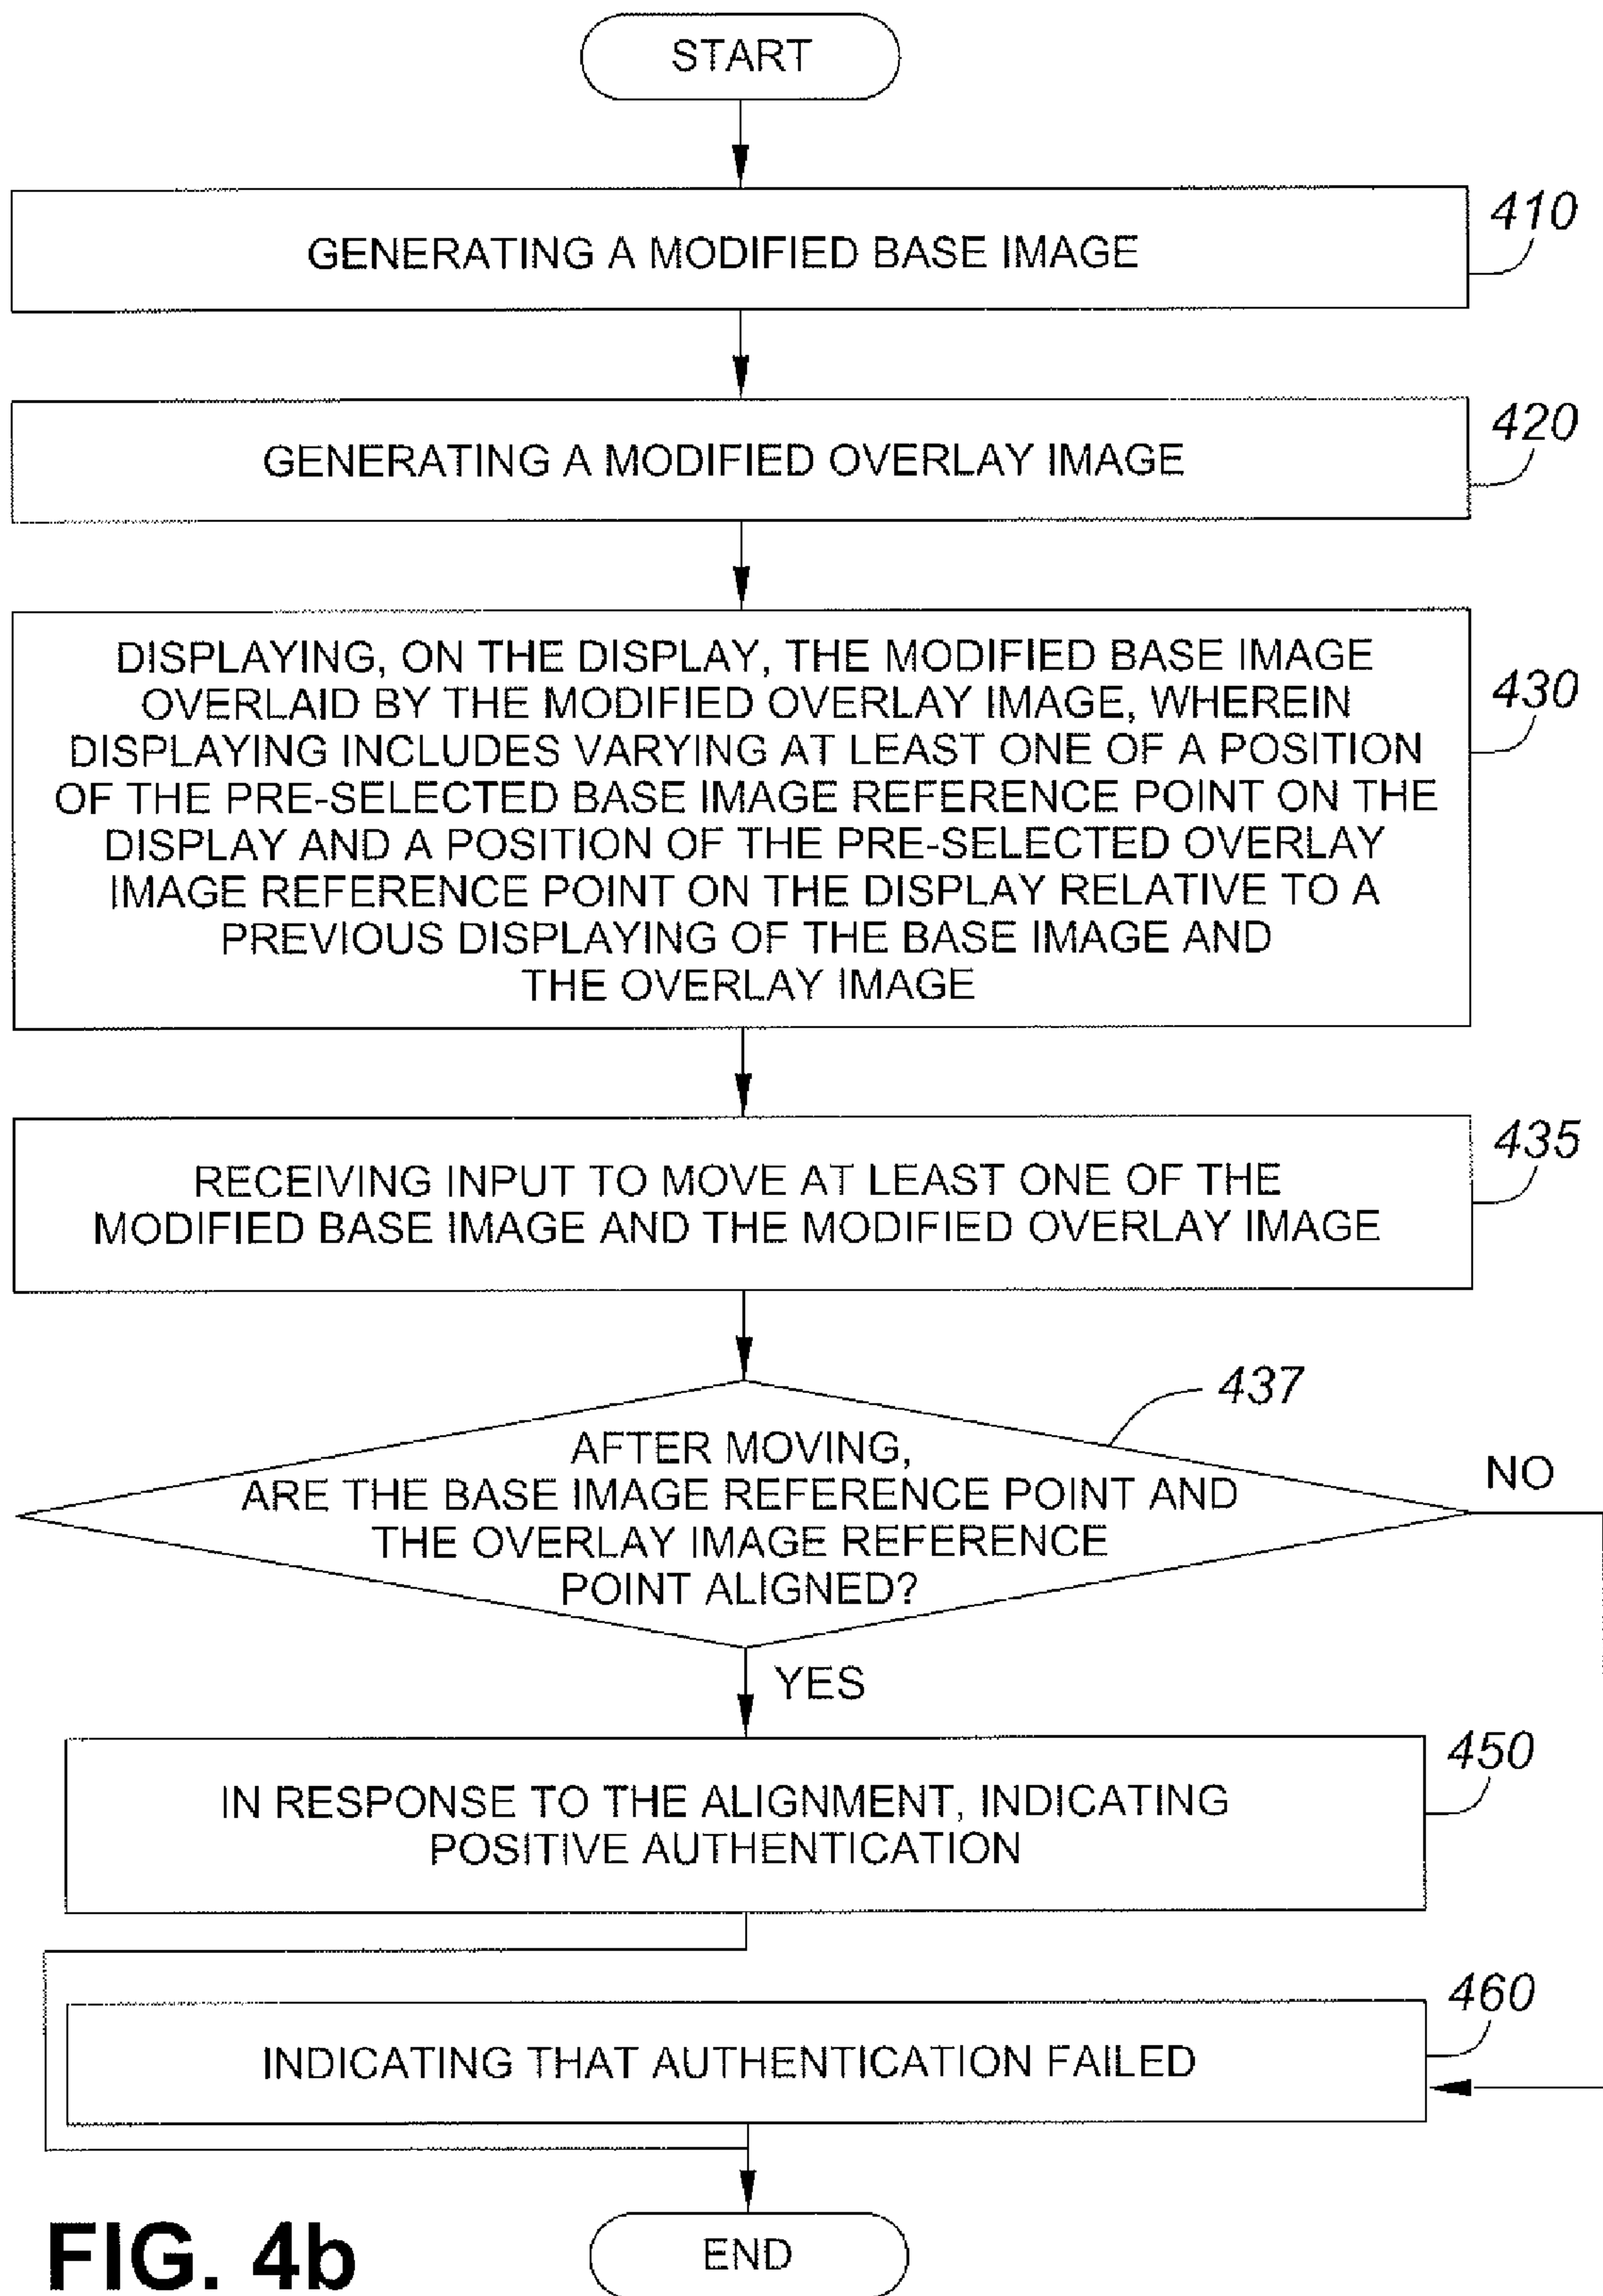 START
410
GENERATING A MODIFIED BASE IMAGE
420
GENERATING A MODIFIED OVERLAY IMAGE
430
DISPLAYING, ON THE DISPLAY, THE MODIFIED BASE IMAGE
OVERLAID BY THE MODIFIED OVERLAY IMAGE, WHEREIN
DISPLAYING INCLUDES VARYING AT LEAST ONE OF A POSITION
OF THE PRE-SELECTED BASE IMAGE REFERENCE POINT ON THE
DISPLAY AND A POSITION OF THE PRE-SELECTED OVERLAY
IMAGE REFERENCE POINT ON THE DISPLAY RELATIVE TO A
PREVIOUS DISPLAYING OF THE BASE IMAGE AND
THE OVERLAY IMAGE
435
RECEIVING INPUT TO MOVE AT LEAST ONE OF THE
MODIFIED BASE IMAGE AND THE MODIFIED OVERLAY IMAGE
437
AFTER MOVING,
ARE THE BASE IMAGE REFERENCE POINT AND
THE OVERLAY IMAGE REFERENCE
POINT ALIGNED?
NO
YES
450
IN RESPONSE TO THE ALIGNMENT, INDICATING
POSITIVE AUTHENTICATION
460
INDICATING THAT AUTHENTICATION FAILED
END
FIG. 4b